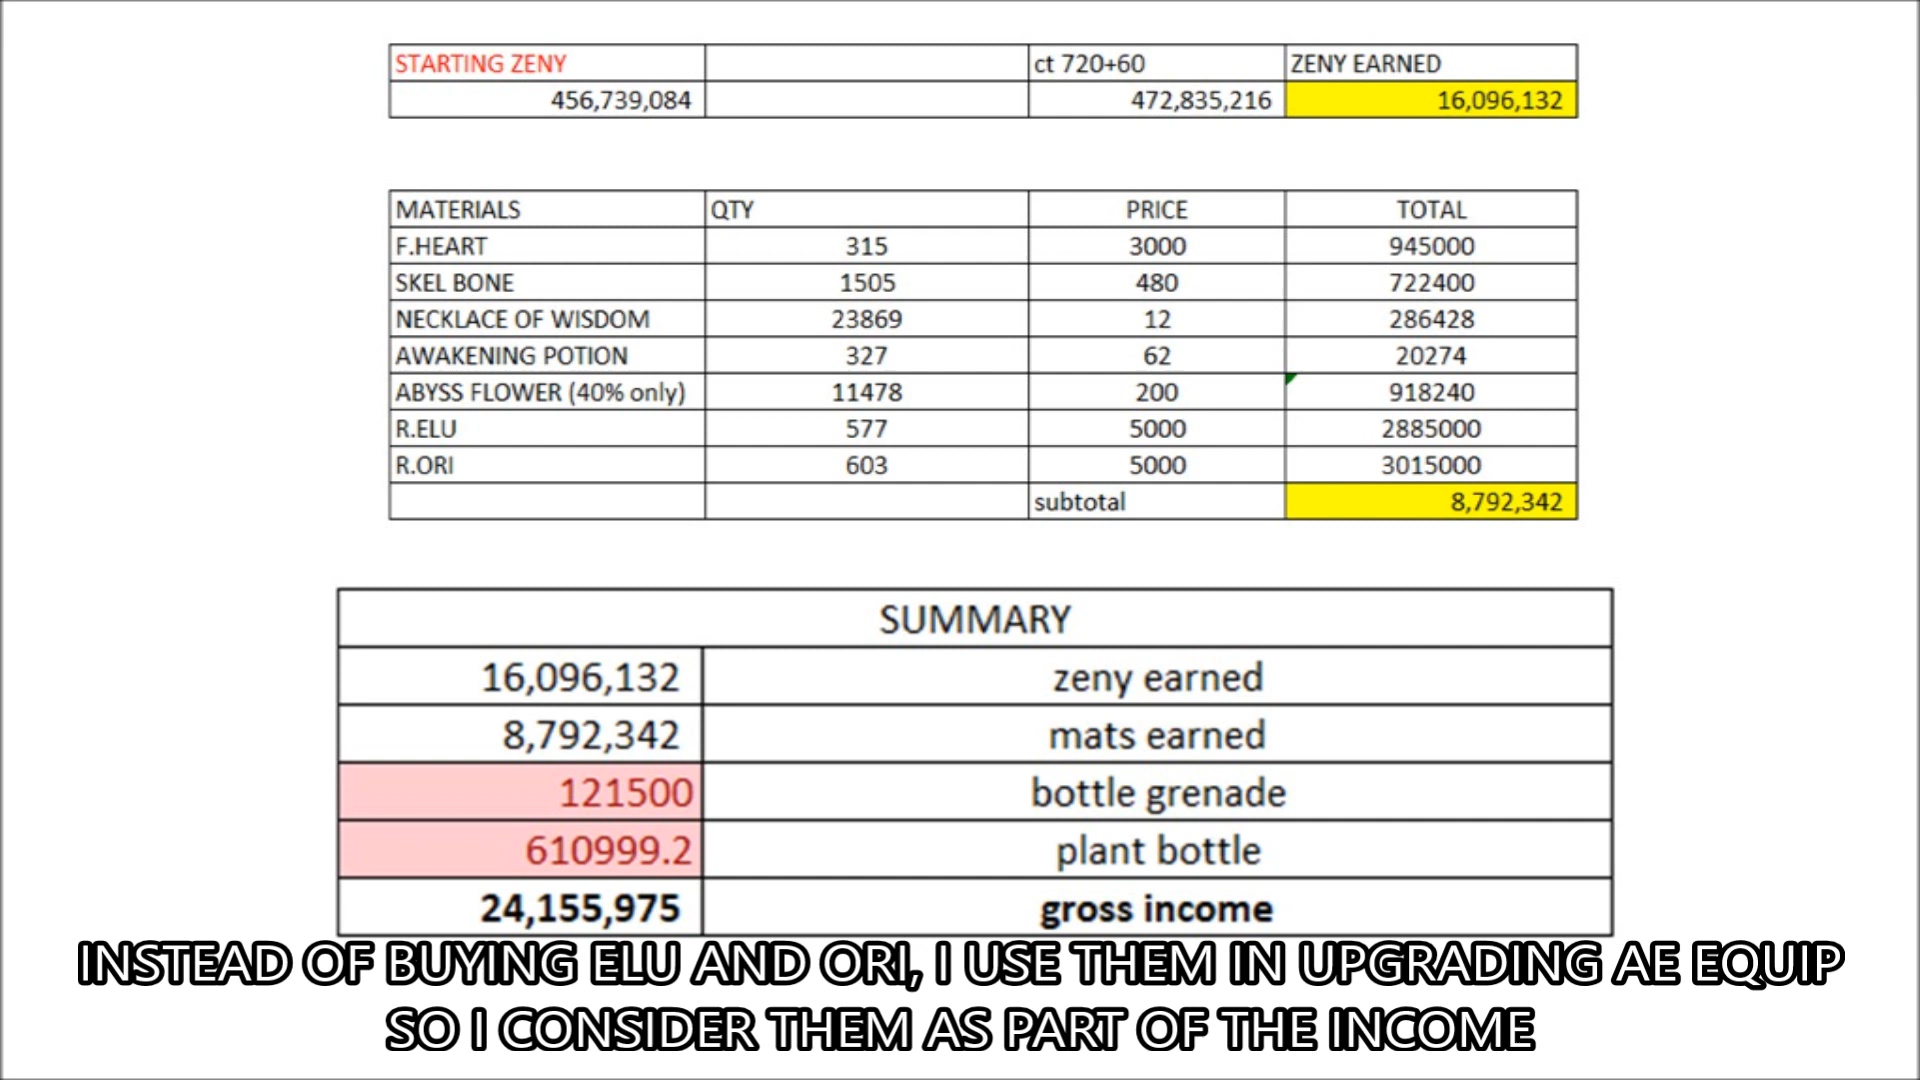 STARTING ZENY ct 720+60 ZENY EARNED
456,739,084 472,835,216 16,096,132
MATERIALS QTY PRICE TOTAL
F.HEART 315 3000 945000
SKEL BONE 1505 480 722400
NECKLACE OF WISDOM 23869 12 286428
AWAKENING POTION 327 62 20274
ABYSS FLOWER (40% only) 11478 200 918240
R.ELU 577 5000 2885000
R.ORI 603 5000 3015000
subtotal 8,792,342
SUMMARY
16,096,132 zeny earned
8,792,342 mats earned
121500 bottle grenade
610999.2 plant bottle
24,155,975 gross income
INSTEAD OF BUYING ELU AND ORI, I USE THEM IN UPGRADING AE EQUIP
SO I CONSIDER THEM AS PART OF THE INCOME